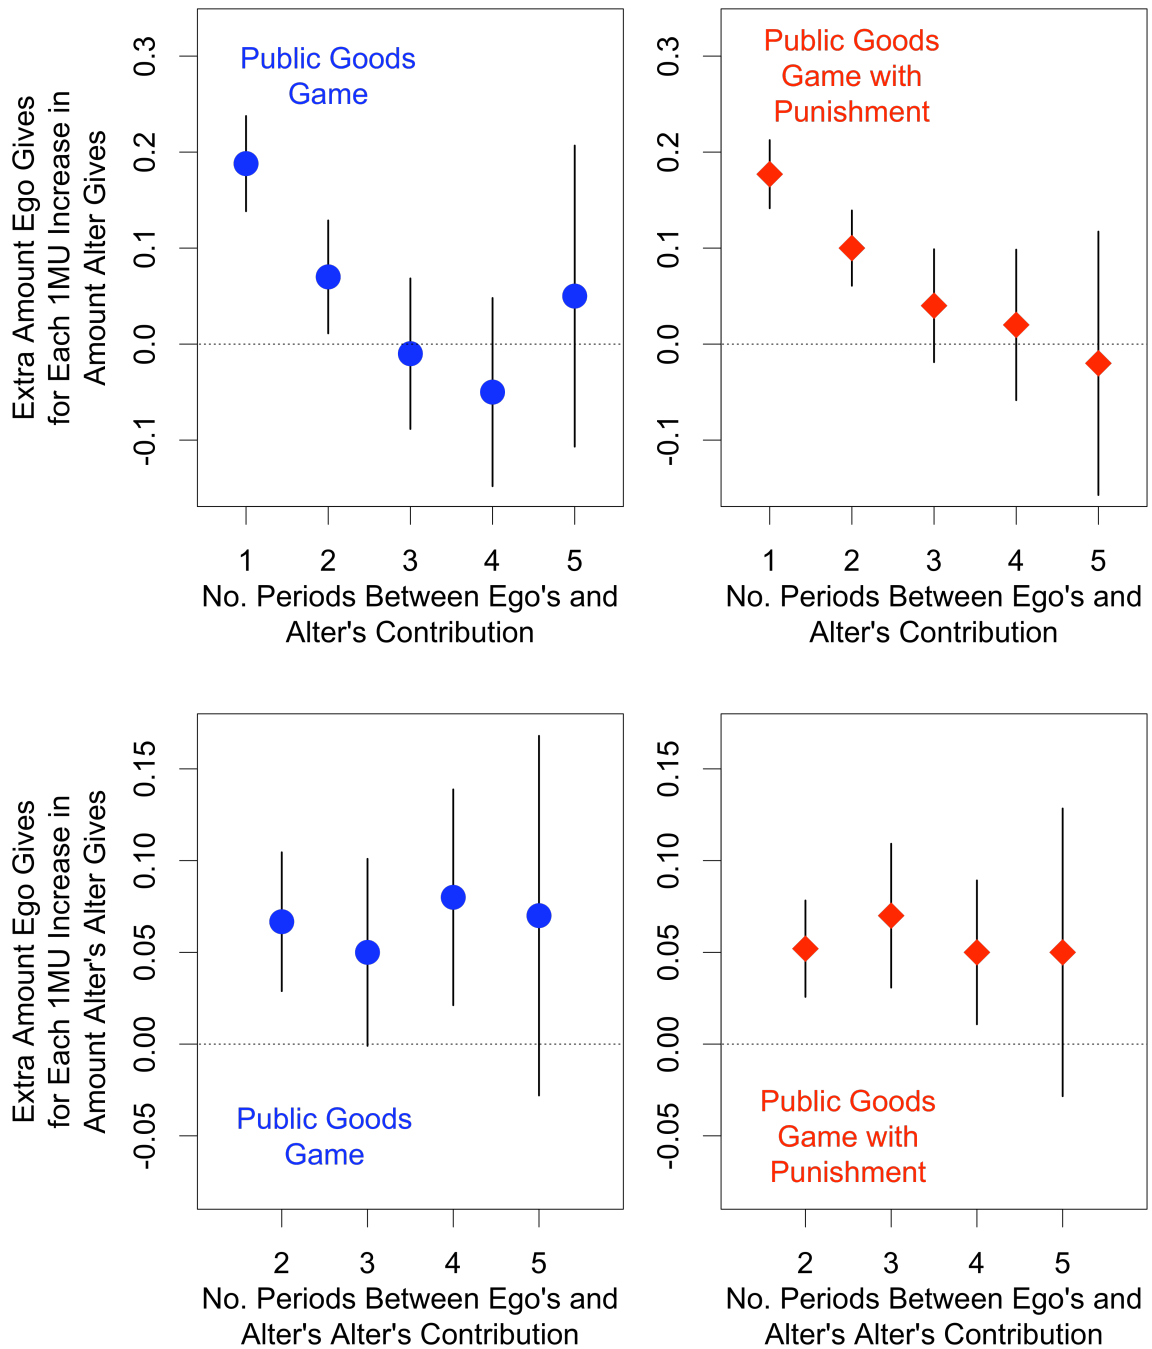 Extra Amount Ego Gives
for Each 1MU Increase in
Amount Alter Gives
0.3
0.2
0.1
0.0
-0.1
Public Goods
Game
1 2 3 4 5
No. Periods Between Ego's and
Alter's Contribution
0.3
0.2
0.1
0.0
-0.1
Public Goods
Game with
Punishment
1 2 3 4 5
No. Periods Between Ego's and
Alter's Contribution
Extra Amount Ego Gives
for Each 1MU Increase in
Amount Alter's Alter Gives
0.15
0.10
0.05
0.00
-0.05
Public Goods
Game
2 3 4 5
No. Periods Between Ego's and
Alter's Alter's Contribution
0.15
0.10
0.05
0.00
-0.05
Public Goods
Game with
Punishment
2 3 4 5
No. Periods Between Ego's and
Alter's Alter's Contribution